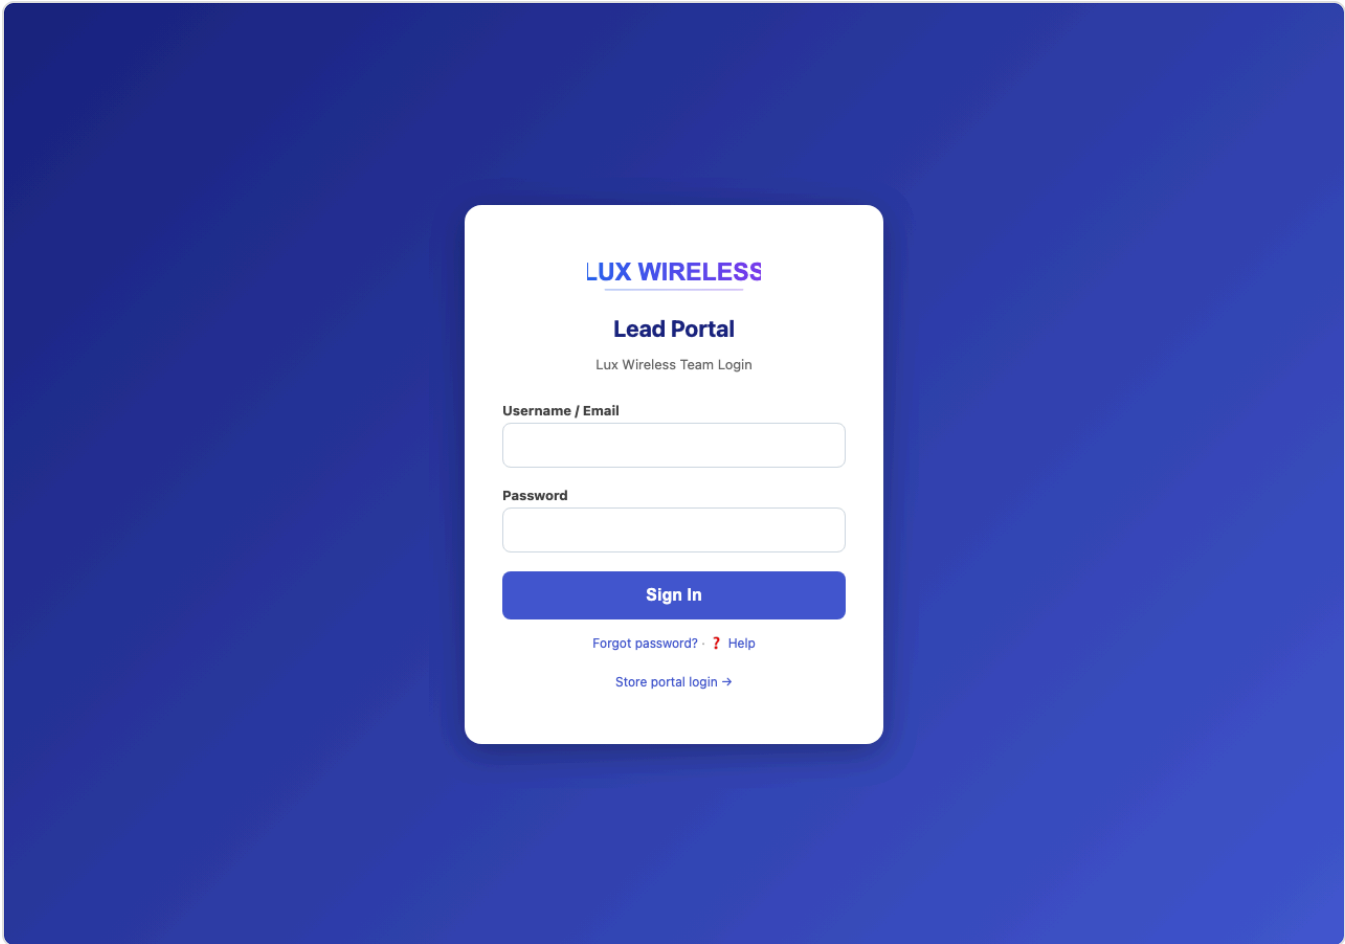 LUX WIRELESS
Lead Portal
Lux Wireless Team Login
Username / Email
Password
Sign In
Forgot password? · ❓ Help
Store portal login →